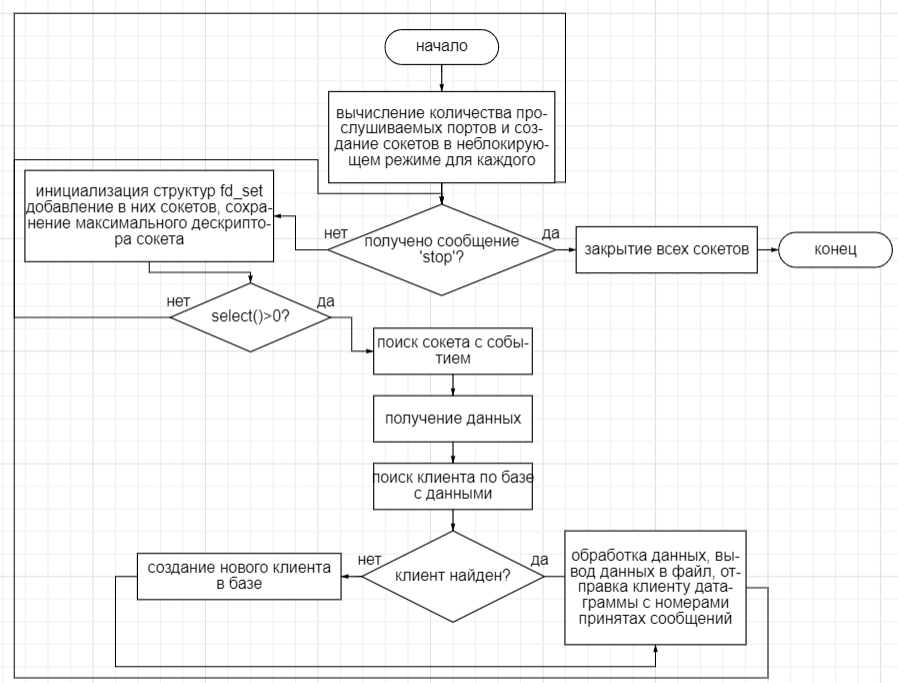 начало
вычисление количества про-
слушиваемых портов и соз-
дание сокетов в неблокирую-
щем режиме для каждого
инициализация структур fd_set
добавление в них сокетов, сохра-
нение максимального дескрипто-
ра сокета
нет
получено сообщение
'stop'?
да
закрытие всех сокетов
конец
нет
select()>0?
да
поиск сокета с собы-
тием
получение данных
поиск клиента по базе
с данными
создание нового клиента
в базе
нет
клиент найден?
да
обработка данных, вы-
вод данных в файл, от-
правка клиенту дата-
граммы с номерами
принятах сообщений